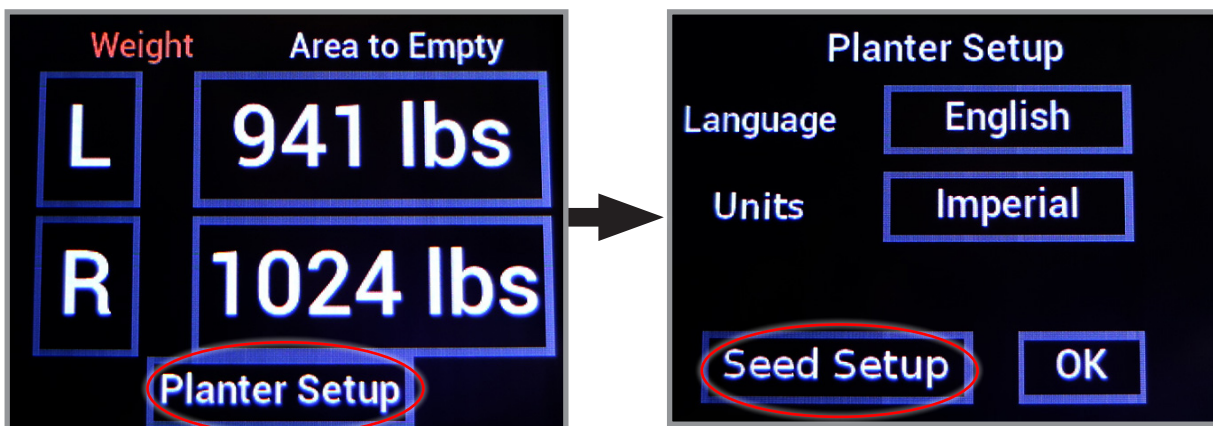 Weight Area to Empty
L 941 lbs
R 1024 lbs
Planter Setup
Planter Setup
Language English
Units Imperial
Seed Setup OK